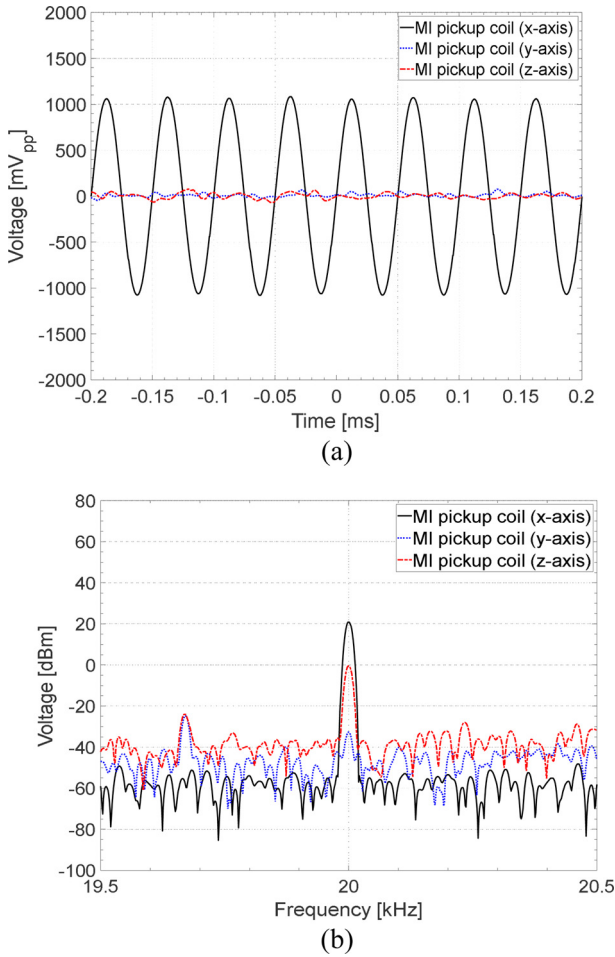 2000
1500
1000
500
0
-500
-1000
-1500
-2000
Voltage [mVpp]
MI pickup coil (x-axis)
MI pickup coil (y-axis)
MI pickup coil (z-axis)
-0.2 -0.15 -0.1 -0.05 0 0.05 0.1 0.15 0.2
Time [ms]
(a)
80
60
40
20
0
-20
-40
-60
-80
-100
Voltage [dBm]
MI pickup coil (x-axis)
MI pickup coil (y-axis)
MI pickup coil (z-axis)
19.5 20 20.5
Frequency [kHz]
(b)